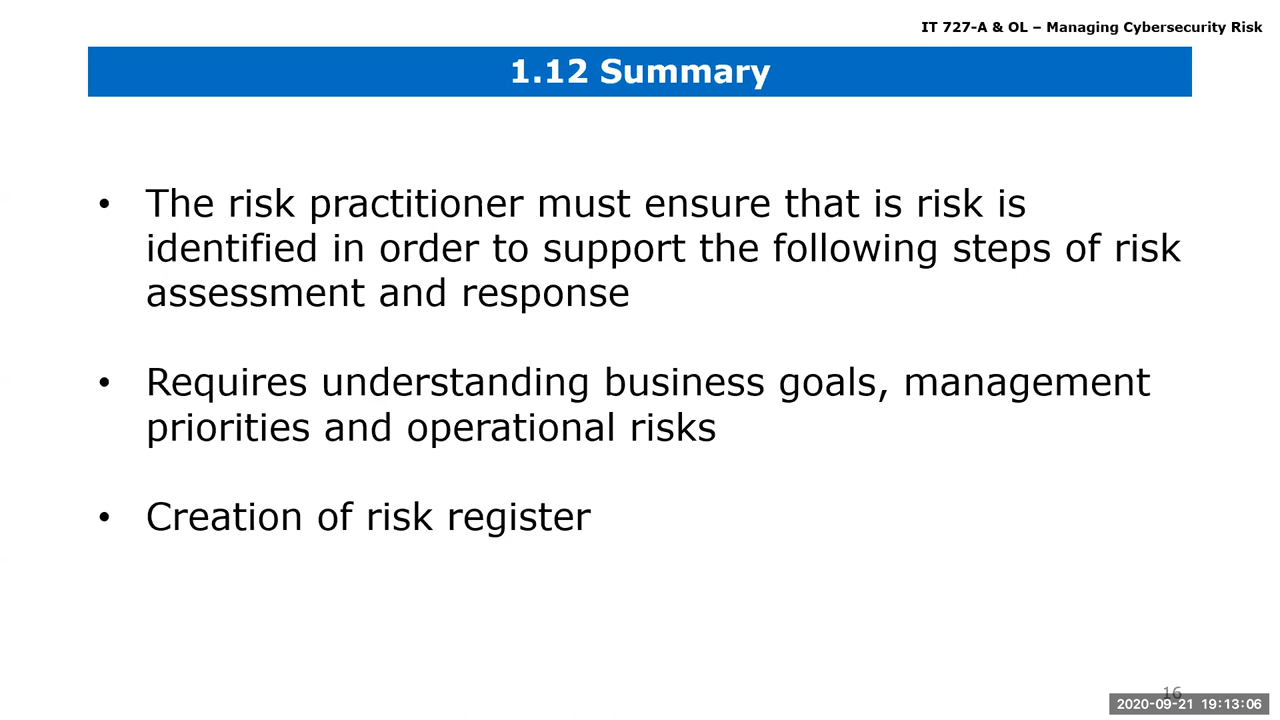 IT 727-A & OL – Managing Cybersecurity Risk
1.12 Summary
• The risk practitioner must ensure that is risk is
identified in order to support the following steps of risk
assessment and response
• Requires understanding business goals, management
priorities and operational risks
• Creation of risk register
16
2020-09-21 19:13:06